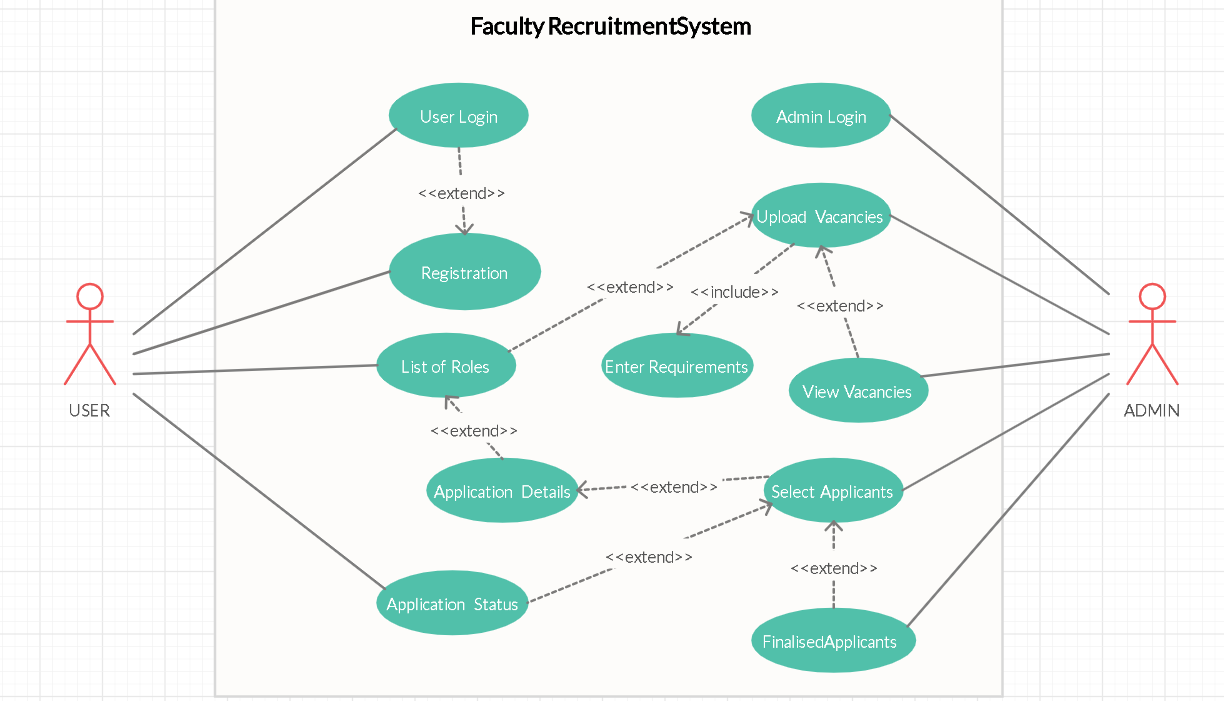 Faculty RecruitmentSystem
User Login
Admin Login
<<extend>>
Upload Vacancies
Registration
<<extend>>
<<include>>
<<extend>>
List of Roles
Enter Requirements
View Vacancies
USER
ADMIN
<<extend>>
Application Details
<<extend>>
Select Applicants
<<extend>>
<<extend>>
Application Status
FinalisedApplicants